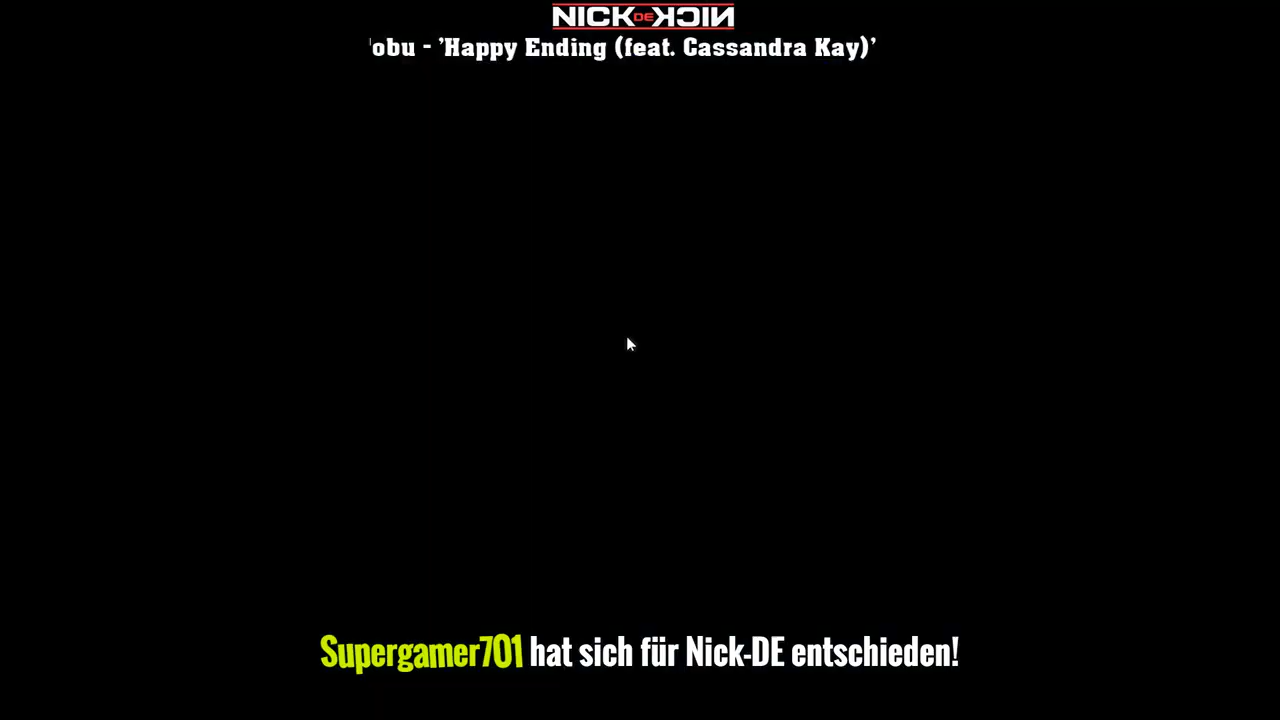 NICK DE NICK
obu - 'Happy Ending (feat. Cassandra Kay)'
Supergamer701 hat sich für Nick-DE entschieden!